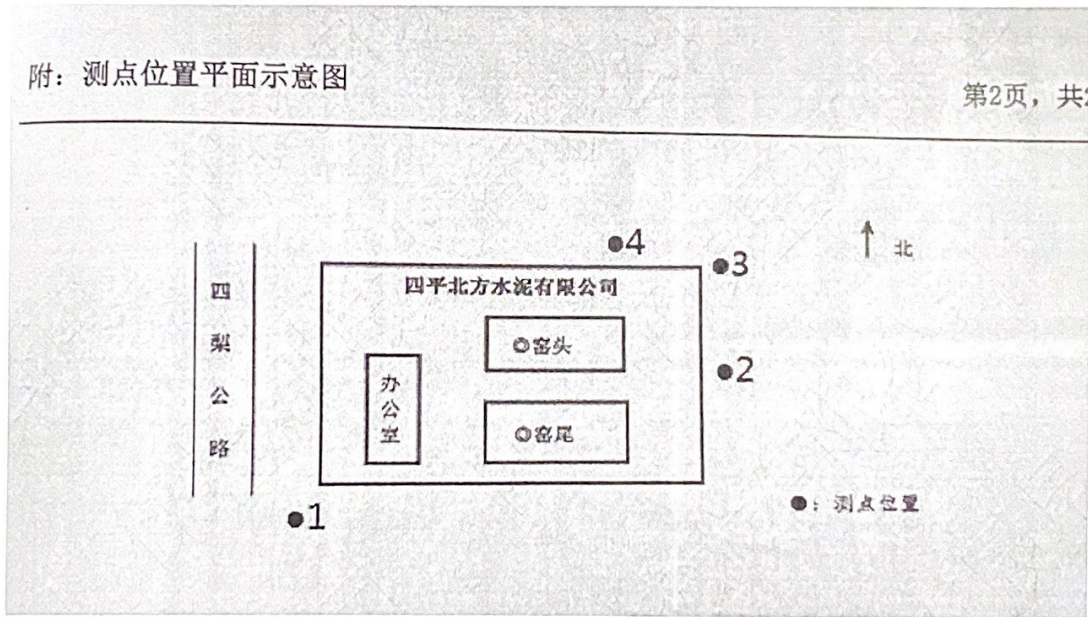 附：测点位置平面示意图
第2页，共2
●4
北
●3
四平北方水泥有限公司
四梨公路
◎窑头
●2
办公室
◎窑尾
●：测点位置
●1